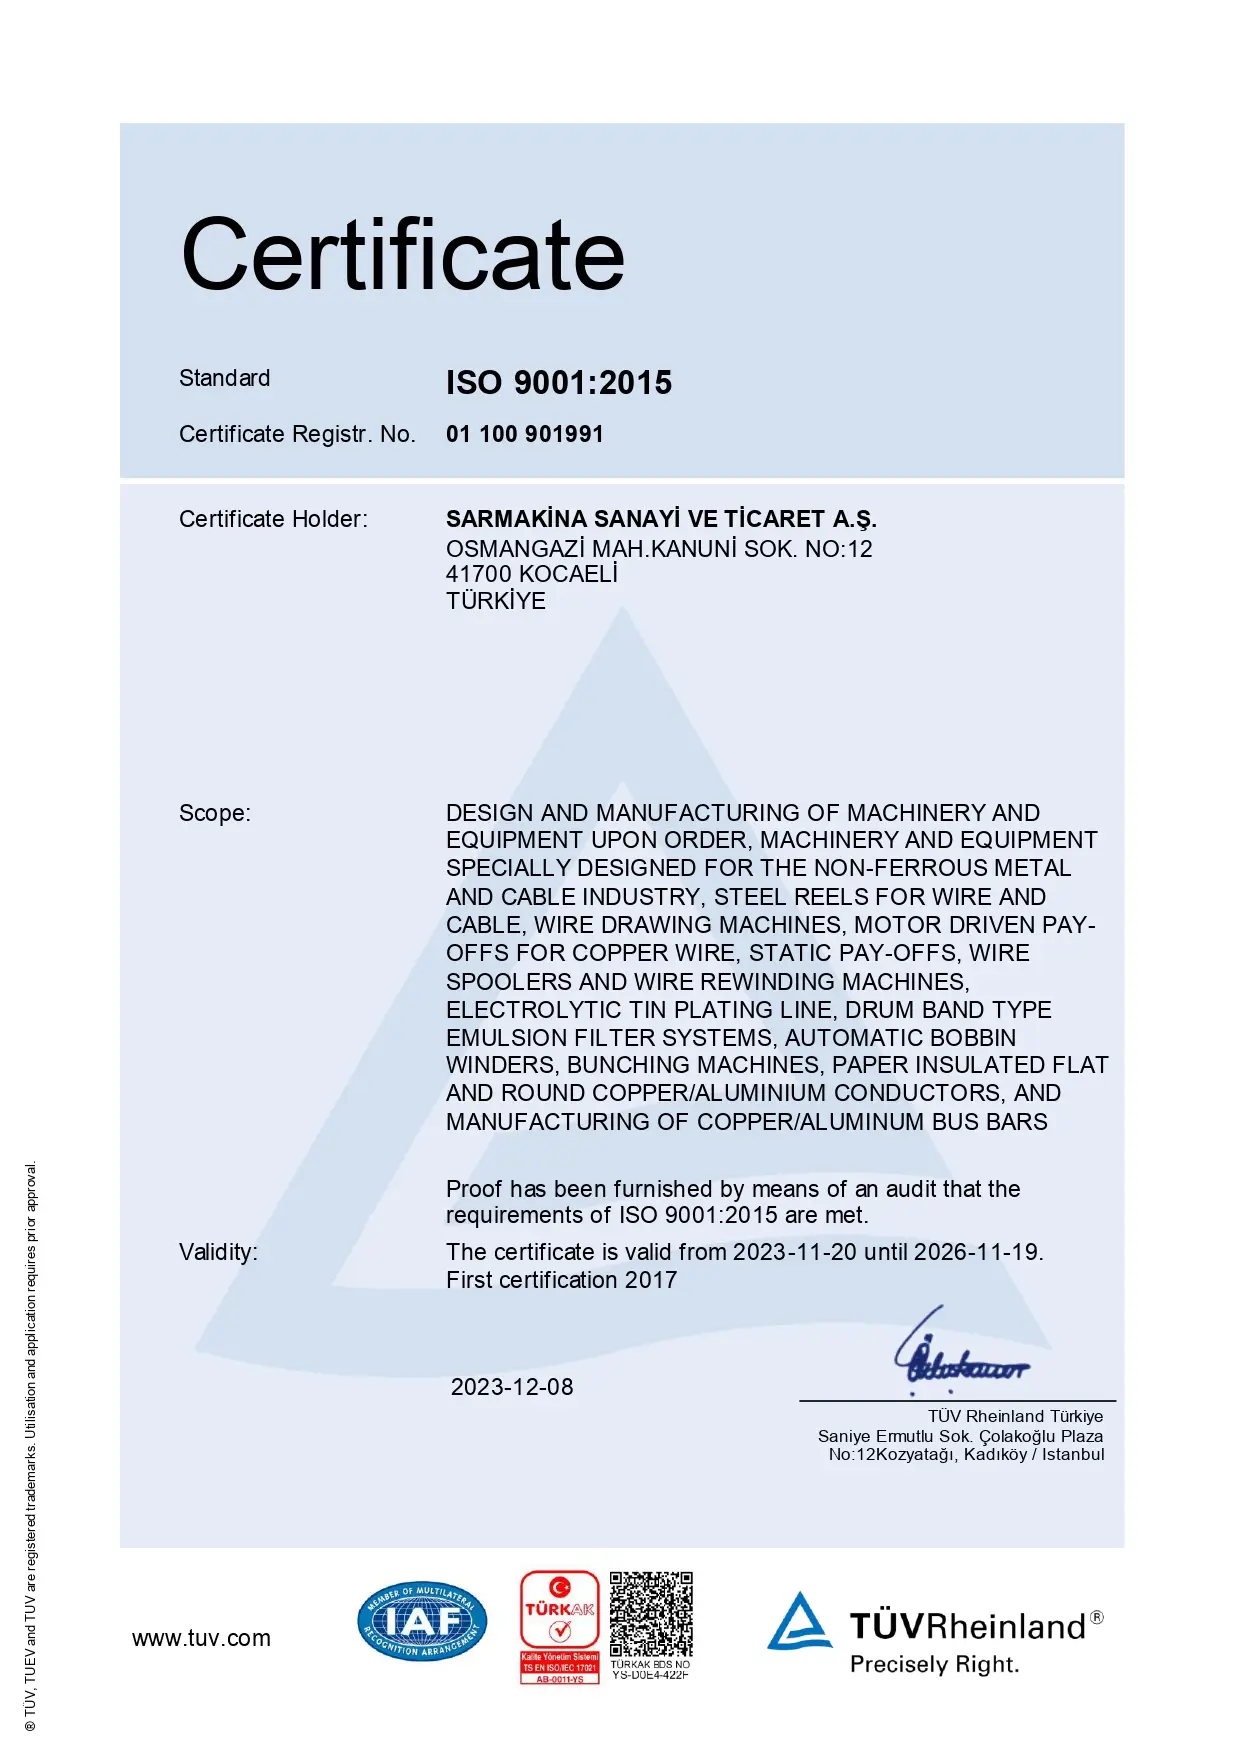 Certificate
Standard ISO 9001:2015
Certificate Registr. No. 01 100 901991
Certificate Holder: SARMAKİNA SANAYİ VE TİCARET A.Ş.
OSMANGAZİ MAH.KANUNİ SOK. NO:12
41700 KOCAELİ
TÜRKİYE
Scope: DESIGN AND MANUFACTURING OF MACHINERY AND
EQUIPMENT UPON ORDER, MACHINERY AND EQUIPMENT
SPECIALLY DESIGNED FOR THE NON-FERROUS METAL
AND CABLE INDUSTRY, STEEL REELS FOR WIRE AND
CABLE, WIRE DRAWING MACHINES, MOTOR DRIVEN PAY-
OFFS FOR COPPER WIRE, STATIC PAY-OFFS, WIRE
SPOOLERS AND WIRE REWINDING MACHINES,
ELECTROLYTIC TIN PLATING LINE, DRUM BAND TYPE
EMULSION FILTER SYSTEMS, AUTOMATIC BOBBIN
WINDERS, BUNCHING MACHINES, PAPER INSULATED FLAT
AND ROUND COPPER/ALUMINIUM CONDUCTORS, AND
MANUFACTURING OF COPPER/ALUMINUM BUS BARS
Proof has been furnished by means of an audit that the
requirements of ISO 9001:2015 are met.
Validity: The certificate is valid from 2023-11-20 until 2026-11-19.
First certification 2017
2023-12-08
TÜV Rheinland Türkiye
Saniye Ermutlu Sok. Çolakoğlu Plaza
No:12Kozyatağı, Kadıköy / Istanbul
® TÜV, TUEV and TUV are registered trademarks. Utilisation and application requires prior approval.
www.tuv.com
MEMBER OF MULTILATERAL
IAF
RECOGNITION ARRANGEMENT
TÜRKAK
Kalite Yönetim Sistemi
TS EN ISO/IEC 17021
AB-0011-YS
TÜRKAK BDS NO
YS-D0E4-422F
TÜVRheinland®
Precisely Right.